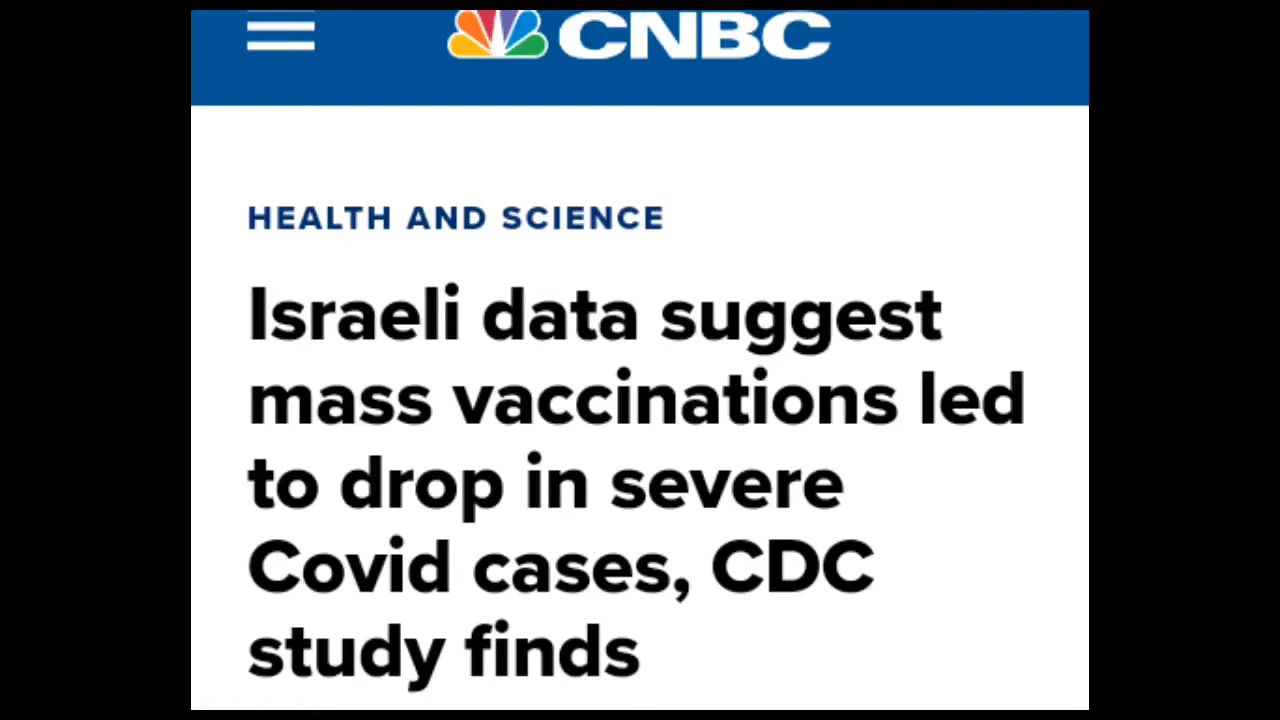 CNBC
HEALTH AND SCIENCE
Israeli data suggest
mass vaccinations led
to drop in severe
Covid cases, CDC
study finds